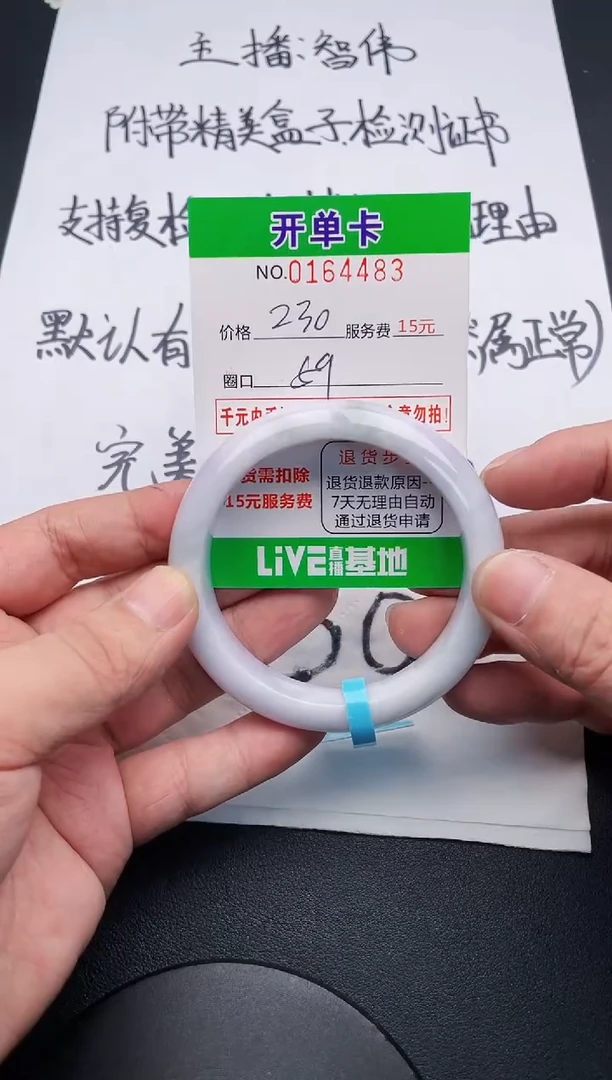 主播:智伟
附带精美盒子.检测证书
支持复检 理由
默认有 属正常)
完美
开单卡
NO.0164483
价格 230 服务费 15元
圈口 59
千元内 勿拍!
货需扣除
15元服务费
退货步
退货退款原因--
7天无理由自动
通过退货申请
LiVE直播基地